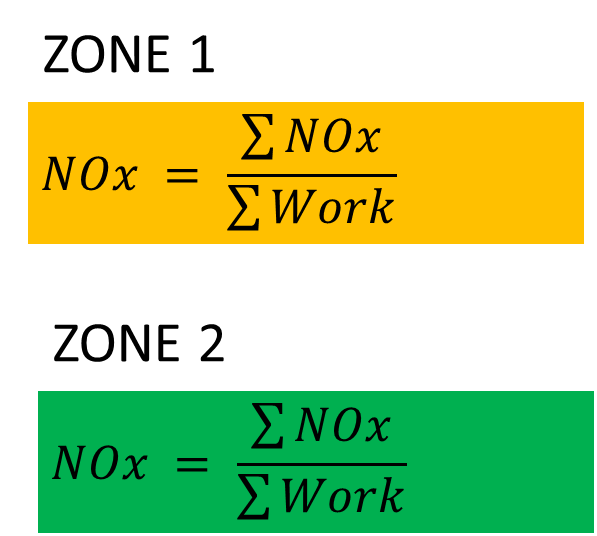 ZONE 1
NOx = ∑ NOx / ∑ Work
ZONE 2
NOx = ∑ NOx / ∑ Work